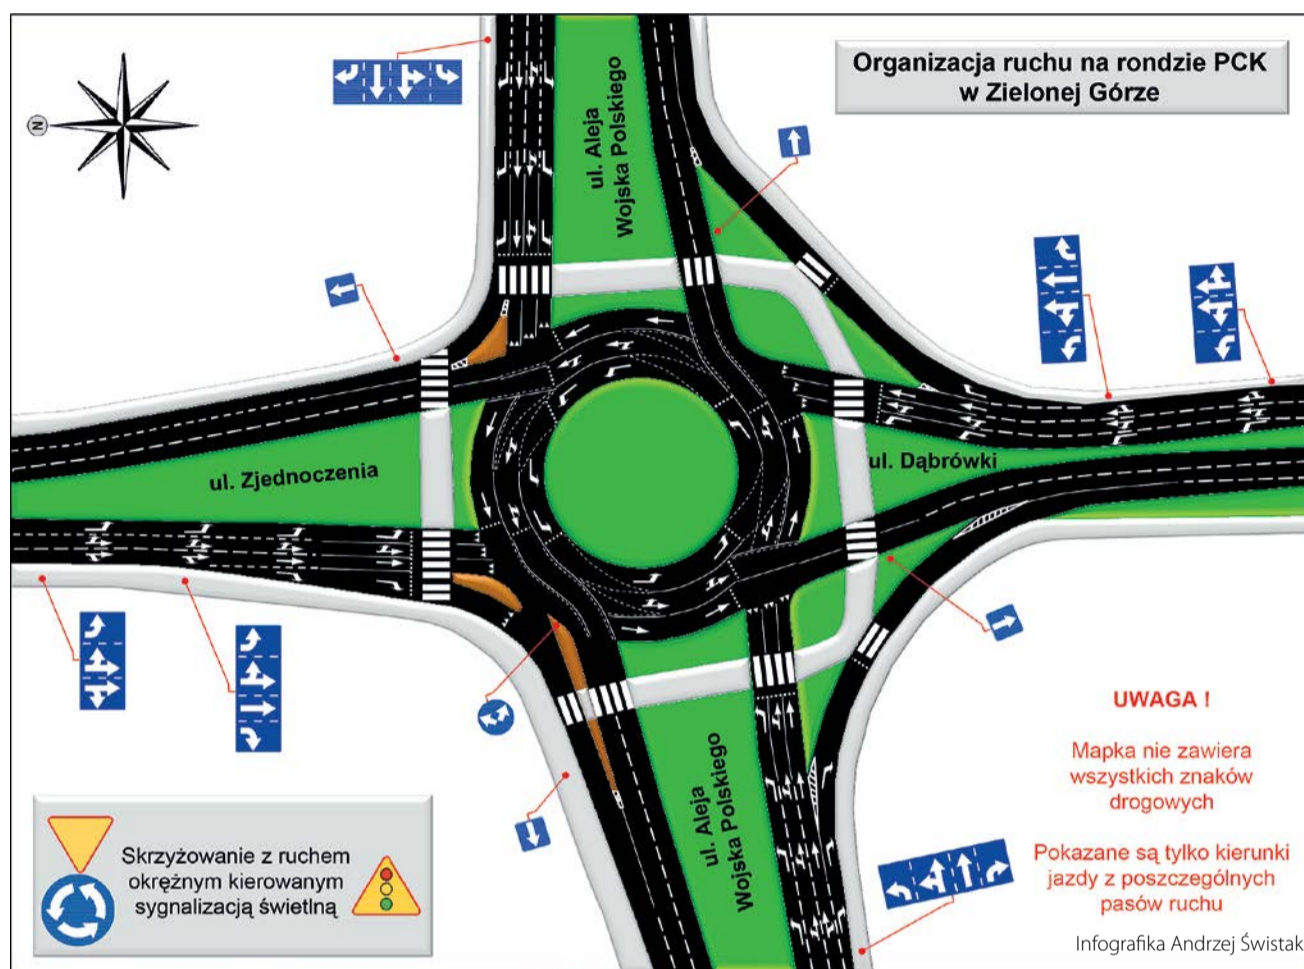 Organizacja ruchu na rondzie PCK
w Zielonej Górze
N
ul. Aleja
Wojska Polskiego
ul. Zjednoczenia
ul. Dąbrówki
ul. Aleja
Wojska Polskiego
UWAGA !
Mapka nie zawiera
wszystkich znaków
drogowych
Pokazane są tylko kierunki
jazdy z poszczególnych
pasów ruchu
Skrzyżowanie z ruchem
okrężnym kierowanym
sygnalizacją świetlną
Infografika Andrzej Świstak